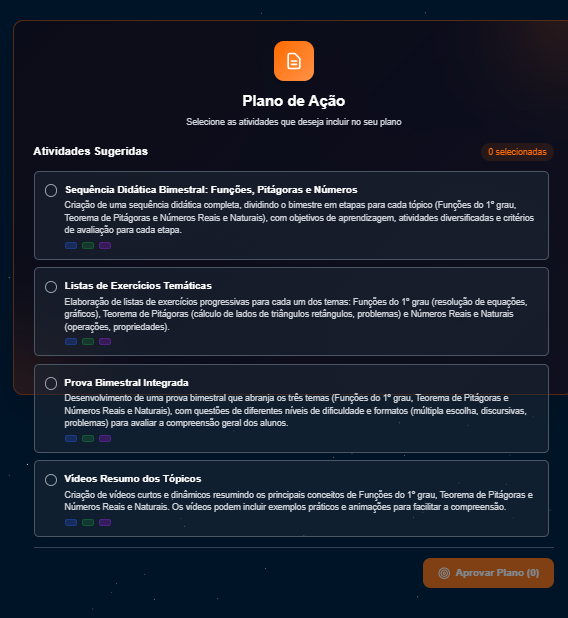 Plano de Ação
Selecione as atividades que deseja incluir no seu plano
Atividades Sugeridas
0 selecionadas
Sequência Didática Bimestral: Funções, Pitágoras e Números
Criação de uma sequência didática completa, dividindo o bimestre em etapas para cada tópico (Funções do 1º grau,
Teorema de Pitágoras e Números Reais e Naturais), com objetivos de aprendizagem, atividades diversificadas e critérios
de avaliação para cada etapa.
Listas de Exercícios Temáticas
Elaboração de listas de exercícios progressivas para cada um dos temas: Funções do 1º grau (resolução de equações,
gráficos), Teorema de Pitágoras (cálculo de lados de triângulos retângulos, problemas) e Números Reais e Naturais
(operações, propriedades).
Prova Bimestral Integrada
Desenvolvimento de uma prova bimestral que abranja os três temas (Funções do 1º grau, Teorema de Pitágoras e
Números Reais e Naturais), com questões de diferentes níveis de dificuldade e formatos (múltipla escolha, discursivas,
problemas) para avaliar a compreensão geral dos alunos.
Vídeos Resumo dos Tópicos
Criação de vídeos curtos e dinâmicos resumindo os principais conceitos de Funções do 1º grau, Teorema de Pitágoras e
Números Reais e Naturais. Os vídeos podem incluir exemplos práticos e animações para facilitar a compreensão.
Aprovar Plano (0)